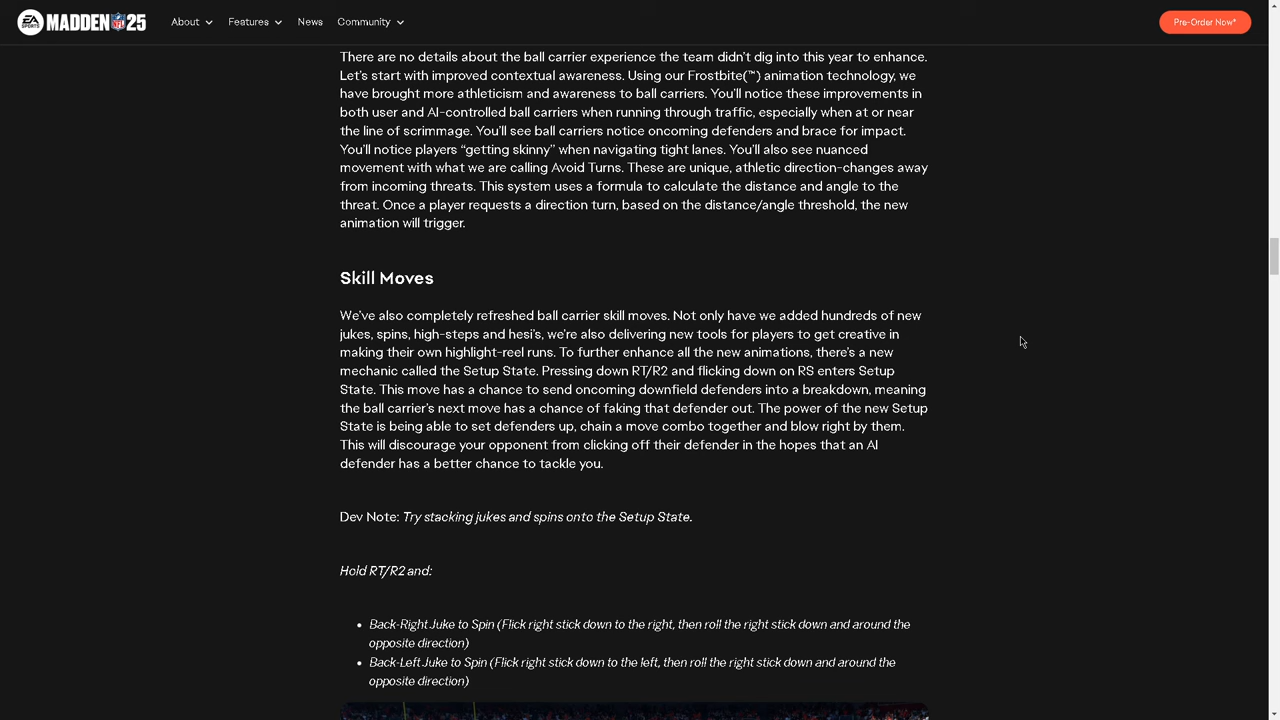 EA SPORTS MADDEN NFL 25 About Features News Community Pre-Order Now*
There are no details about the ball carrier experience the team didn't dig into this year to enhance.
Let's start with improved contextual awareness. Using our Frostbite(™) animation technology, we
have brought more athleticism and awareness to ball carriers. You'll notice these improvements in
both user and AI-controlled ball carriers when running through traffic, especially when at or near
the line of scrimmage. You'll see ball carriers notice oncoming defenders and brace for impact.
You'll notice players “getting skinny” when navigating tight lanes. You'll also see nuanced
movement with what we are calling Avoid Turns. These are unique, athletic direction-changes away
from incoming threats. This system uses a formula to calculate the distance and angle to the
threat. Once a player requests a direction turn, based on the distance/angle threshold, the new
animation will trigger.
Skill Moves
We've also completely refreshed ball carrier skill moves. Not only have we added hundreds of new
jukes, spins, high-steps and hesi's, we're also delivering new tools for players to get creative in
making their own highlight-reel runs. To further enhance all the new animations, there's a new
mechanic called the Setup State. Pressing down RT/R2 and flicking down on RS enters Setup
State. This move has a chance to send oncoming downfield defenders into a breakdown, meaning
the ball carrier's next move has a chance of faking that defender out. The power of the new Setup
State is being able to set defenders up, chain a move combo together and blow right by them.
This will discourage your opponent from clicking off their defender in the hopes that an AI
defender has a better chance to tackle you.
Dev Note: Try stacking jukes and spins onto the Setup State.
Hold RT/R2 and:
• Back-Right Juke to Spin (Flick right stick down to the right, then roll the right stick down and around the
opposite direction)
• Back-Left Juke to Spin (Flick right stick down to the left, then roll the right stick down and around the
opposite direction)